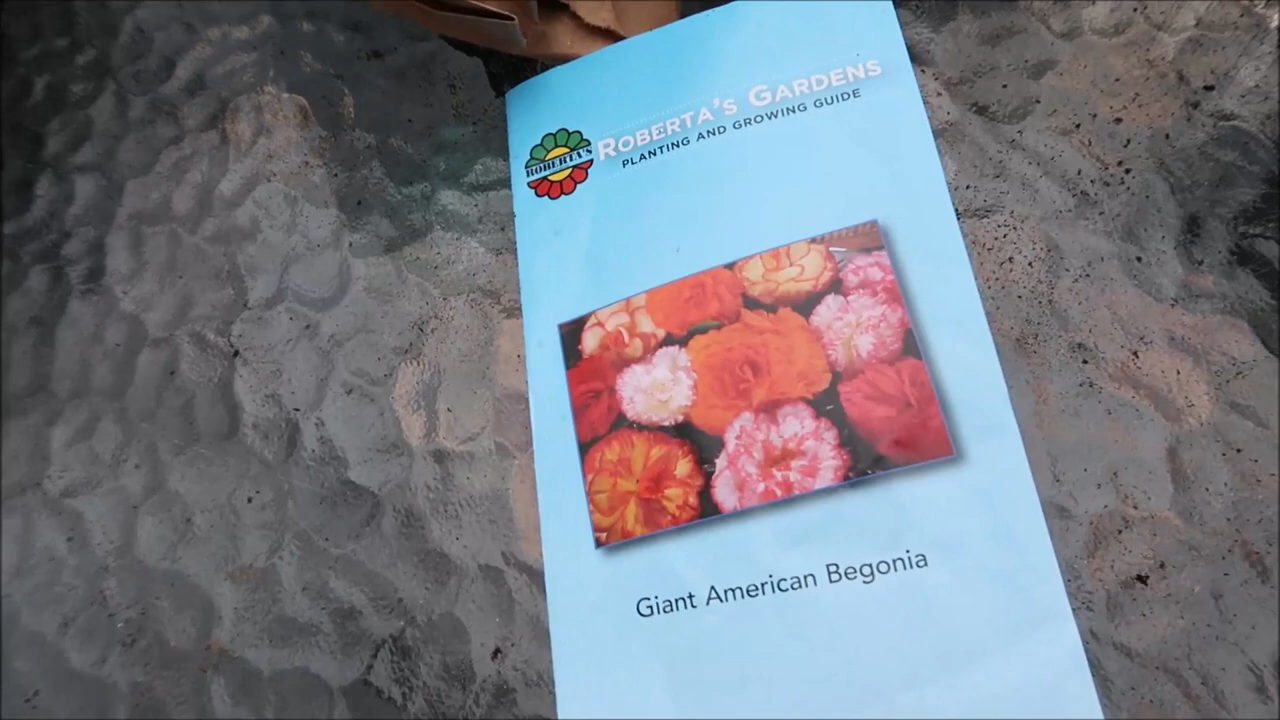 ROBERTA'S GARDENS
PLANTING AND GROWING GUIDE
ROBERTA'S
Giant American Begonia